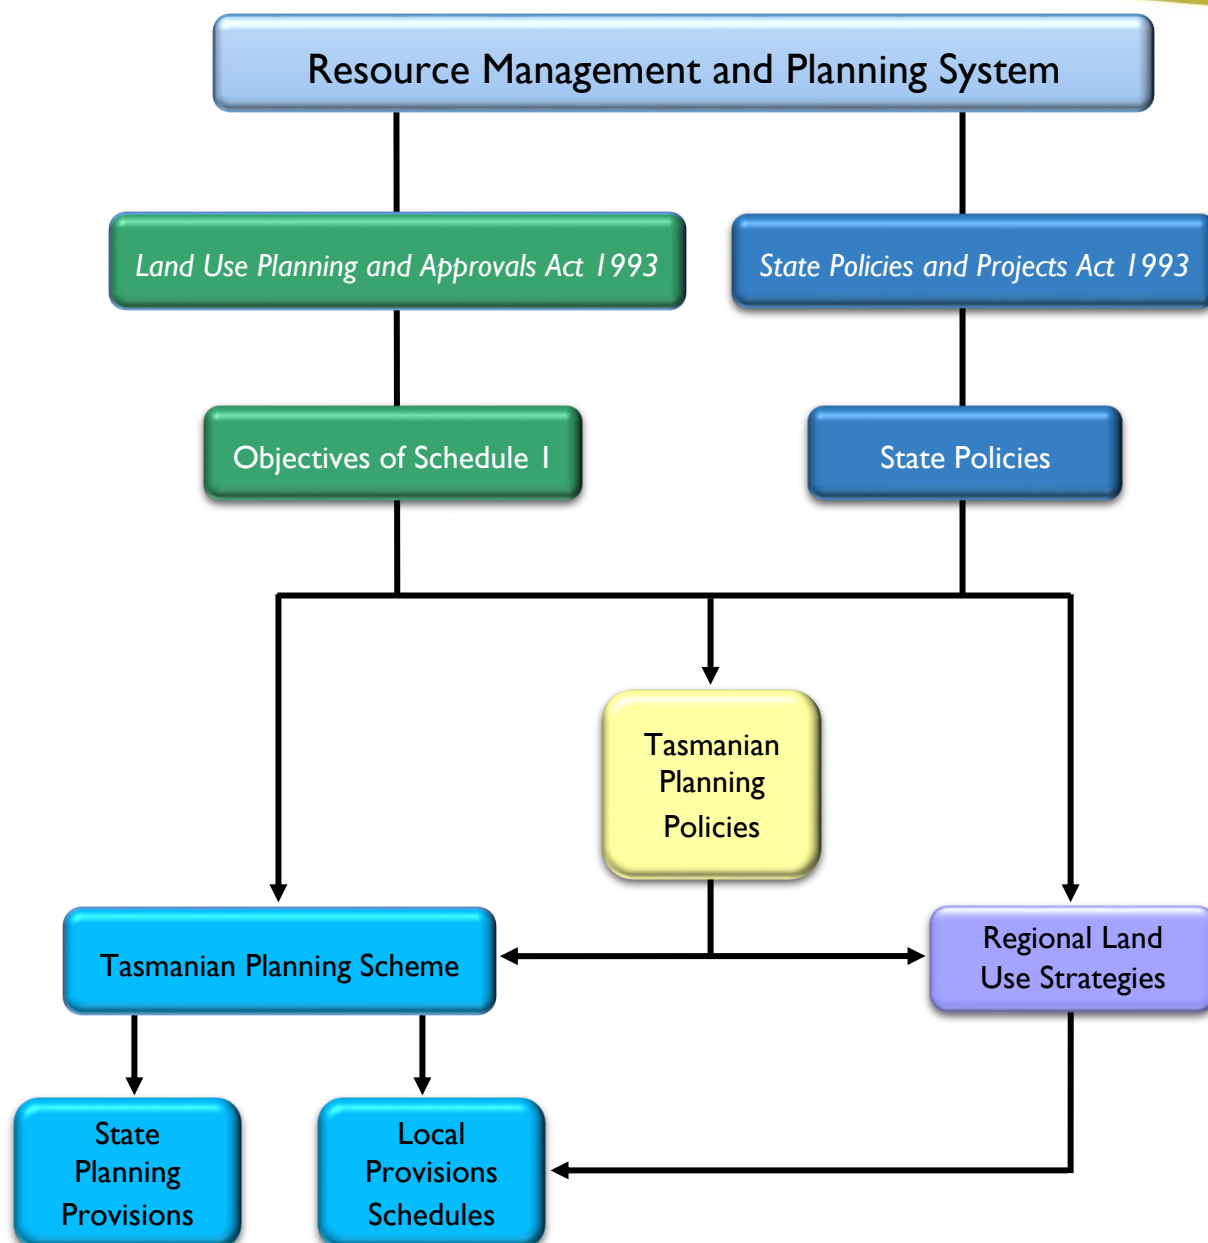 Resource Management and Planning System
Land Use Planning and Approvals Act 1993
State Policies and Projects Act 1993
Objectives of Schedule 1
State Policies
Tasmanian
Planning
Policies
Tasmanian Planning Scheme
Regional Land
Use Strategies
State
Planning
Provisions
Local
Provisions
Schedules